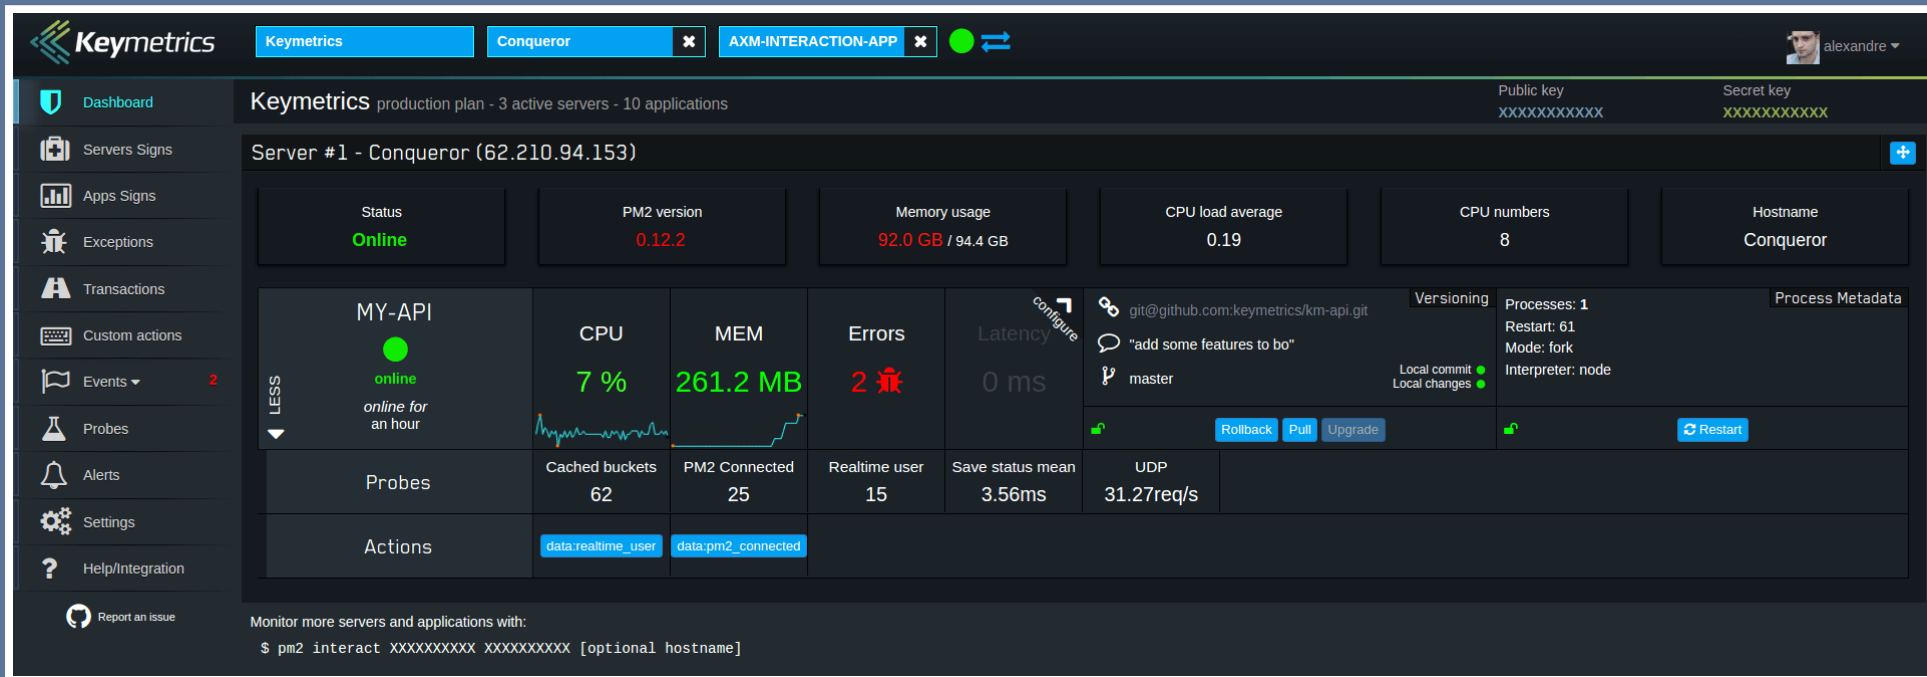 Keymetrics
Keymetrics
Conqueror
AXM-INTERACTION-APP
alexandre
Dashboard
Servers Signs
Apps Signs
Exceptions
Transactions
Custom actions
Events
2
Probes
Alerts
Settings
Help/Integration
Report an issue
Keymetrics production plan - 3 active servers - 10 applications
Public key
XXXXXXXXXXX
Secret key
XXXXXXXXXXX
Server #1 - Conqueror (62.210.94.153)
Status
Online
PM2 version
0.12.2
Memory usage
92.0 GB / 94.4 GB
CPU load average
0.19
CPU numbers
8
Hostname
Conqueror
LESS
MY-API
online
online for
an hour
CPU
7 %
MEM
261.2 MB
Errors
2
configure
Latency
0 ms
Versioning
git@github.com:keymetrics/km-api.git
"add some features to bo"
master
Local commit
Local changes
Rollback
Pull
Upgrade
Process Metadata
Processes: 1
Restart: 61
Mode: fork
Interpreter: node
Restart
Probes
Cached buckets
62
PM2 Connected
25
Realtime user
15
Save status mean
3.56ms
UDP
31.27req/s
Actions
data:realtime_user
data:pm2_connected
Monitor more servers and applications with:
$ pm2 interact XXXXXXXXXX XXXXXXXXXX [optional hostname]